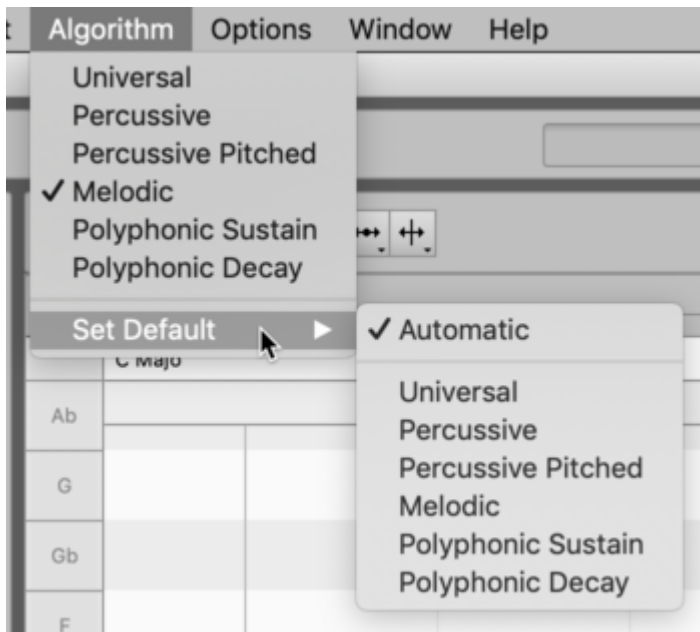 Algorithm Options Window Help
Universal
Percussive
Percussive Pitched
✓ Melodic
Polyphonic Sustain
Polyphonic Decay
Set Default ▶
✓ Automatic
Universal
Percussive
Percussive Pitched
Melodic
Polyphonic Sustain
Polyphonic Decay
C Majo
Ab
G
Gb
F